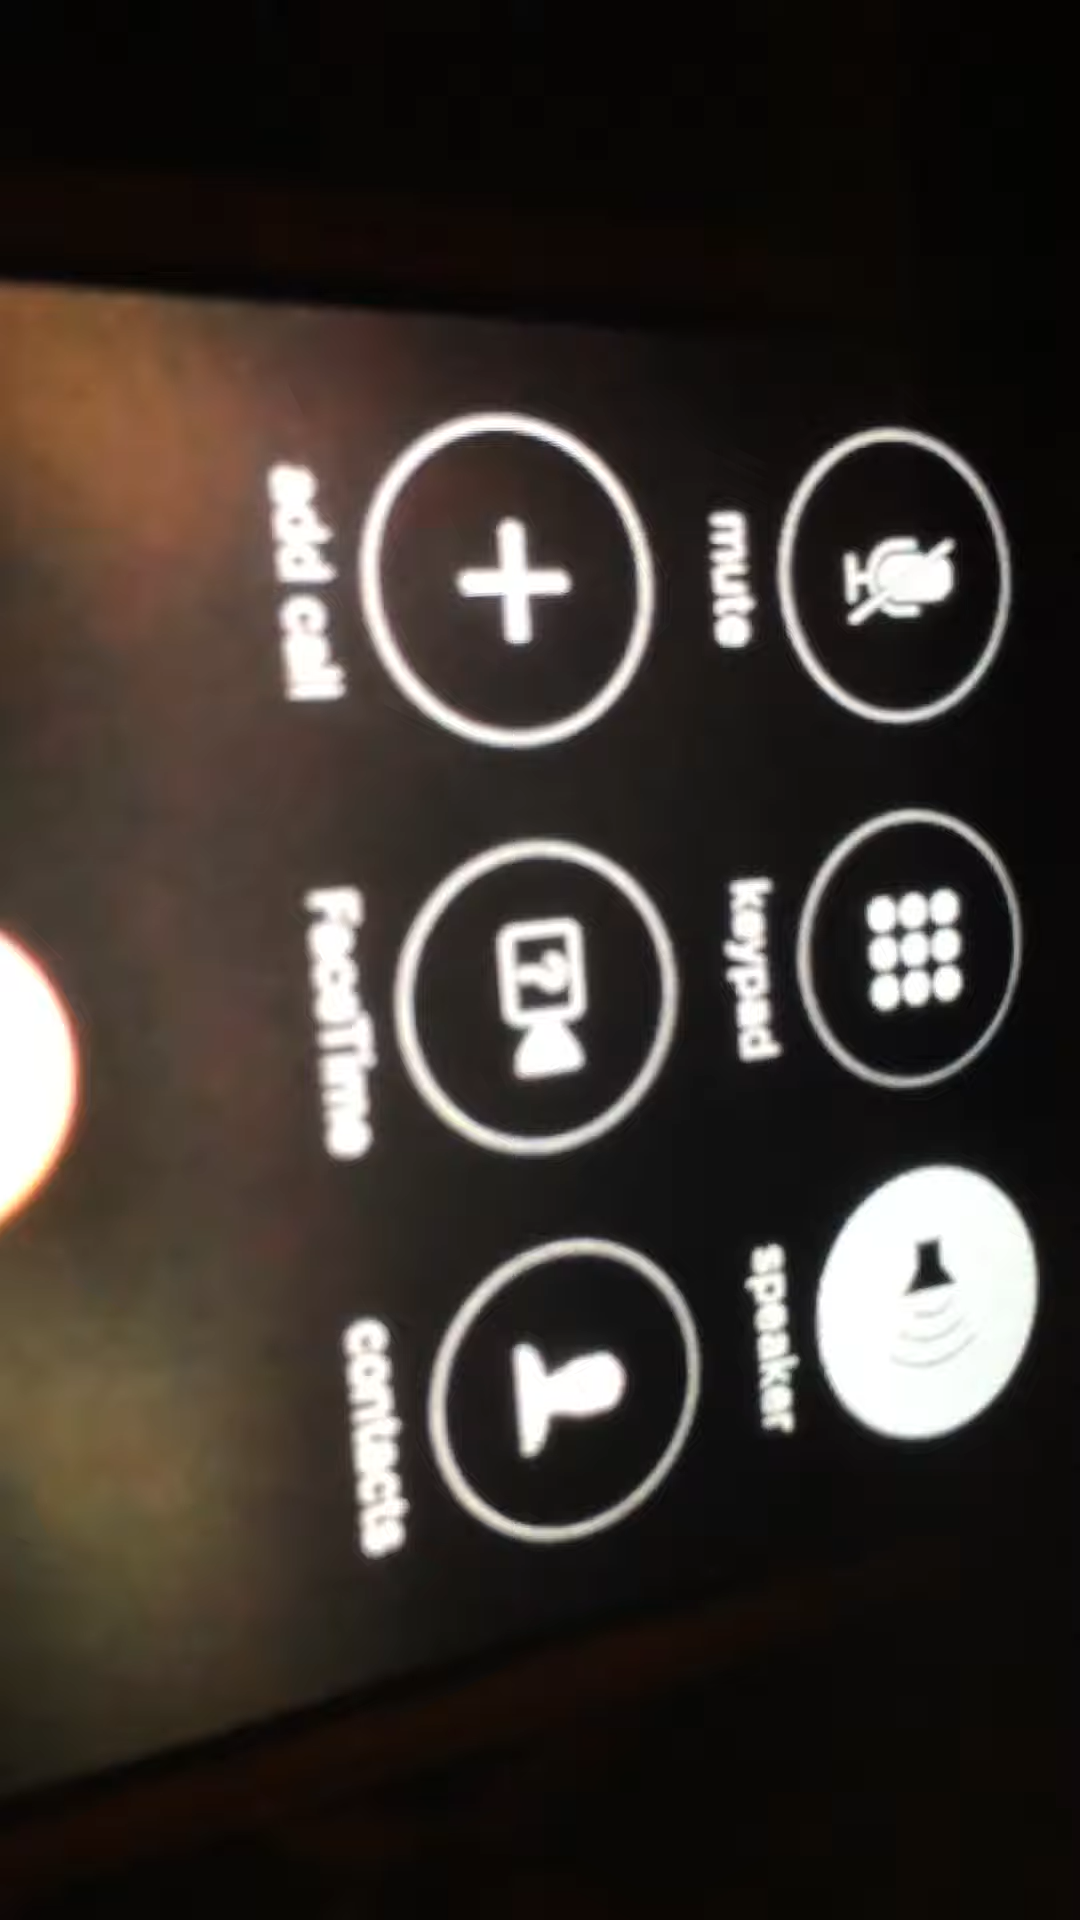 mute
keypad
speaker
add call
FaceTime
contacts